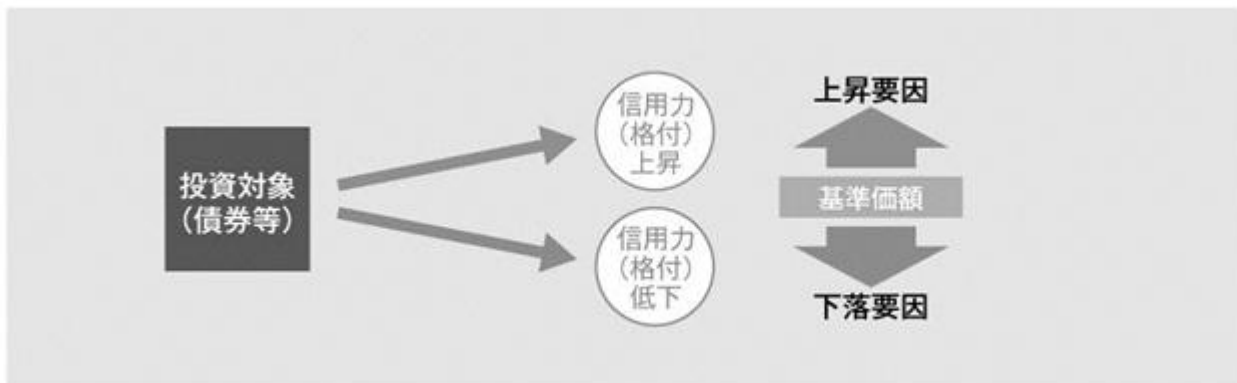 投資対象
（債券等）
信用力
（格付）
上昇
信用力
（格付）
低下
上昇要因
基準価額
下落要因